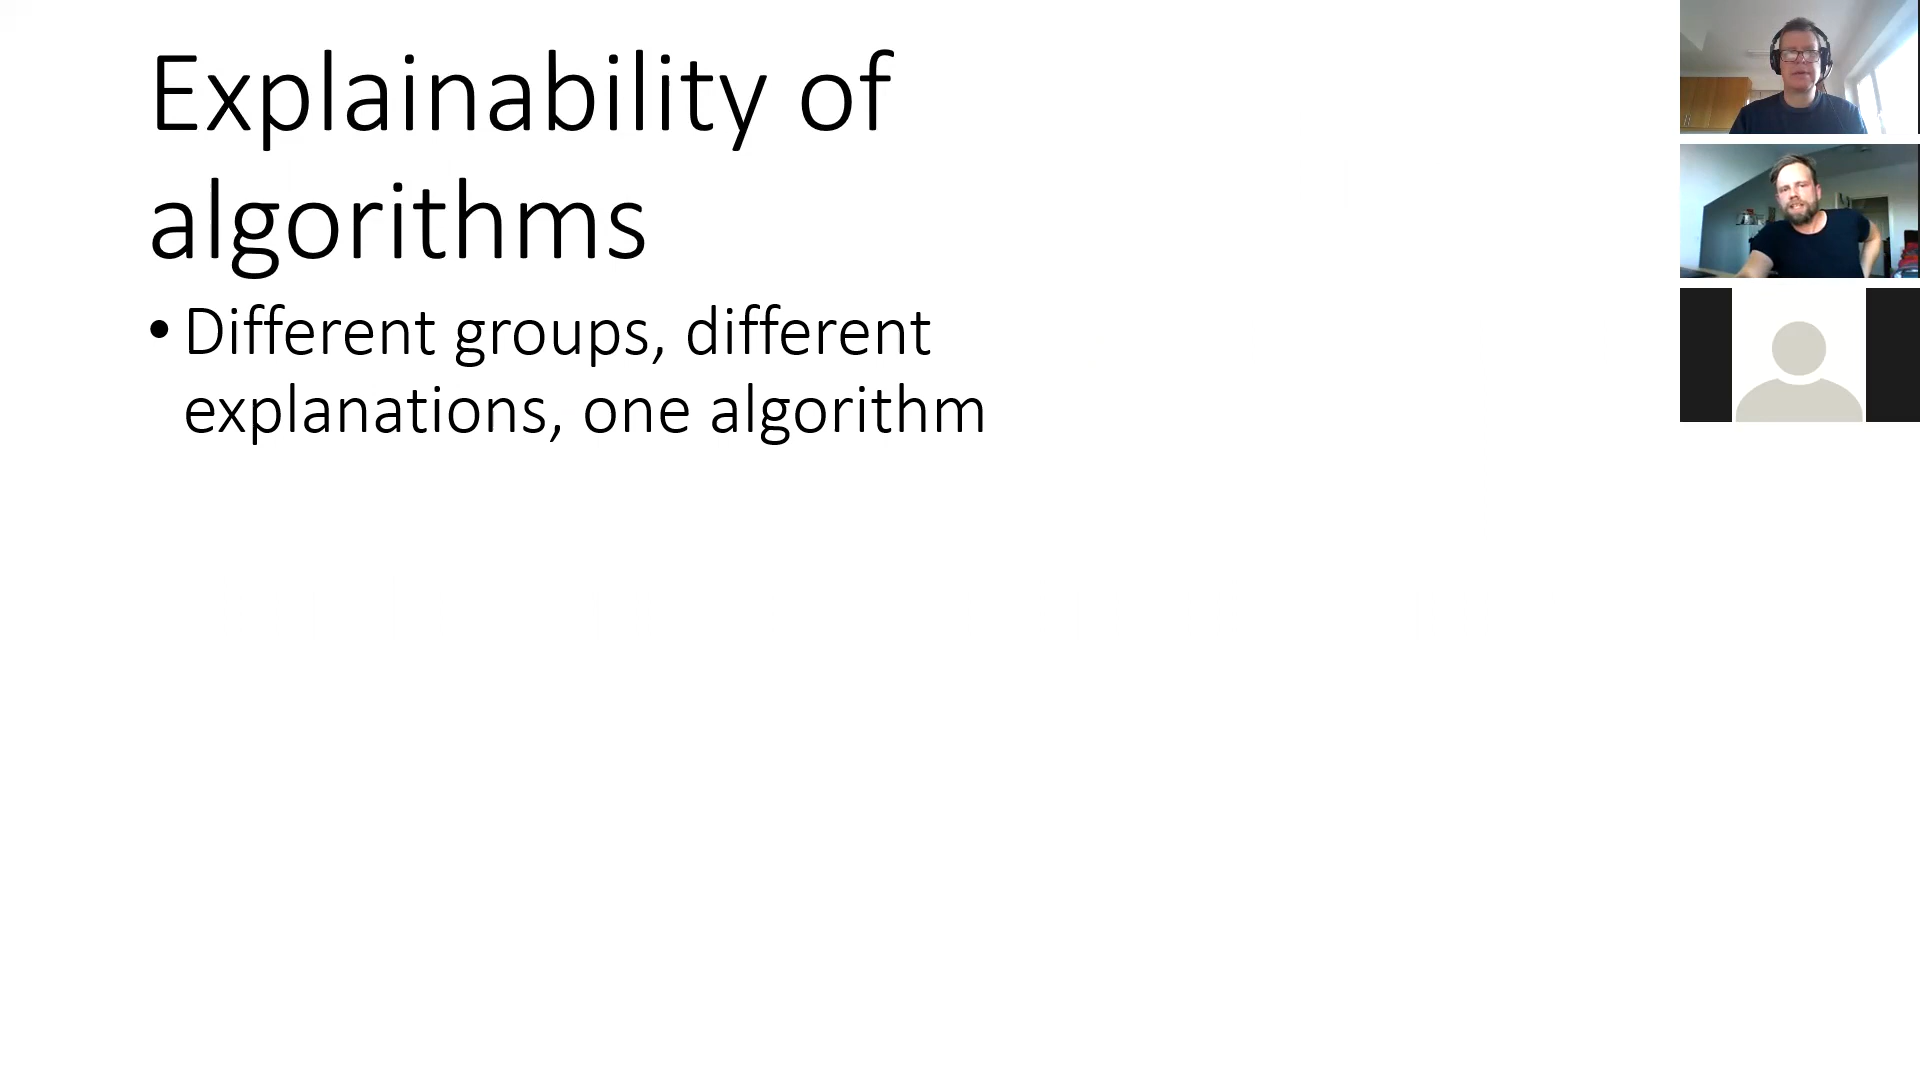 Explainability of
algorithms
• Different groups, different
explanations, one algorithm